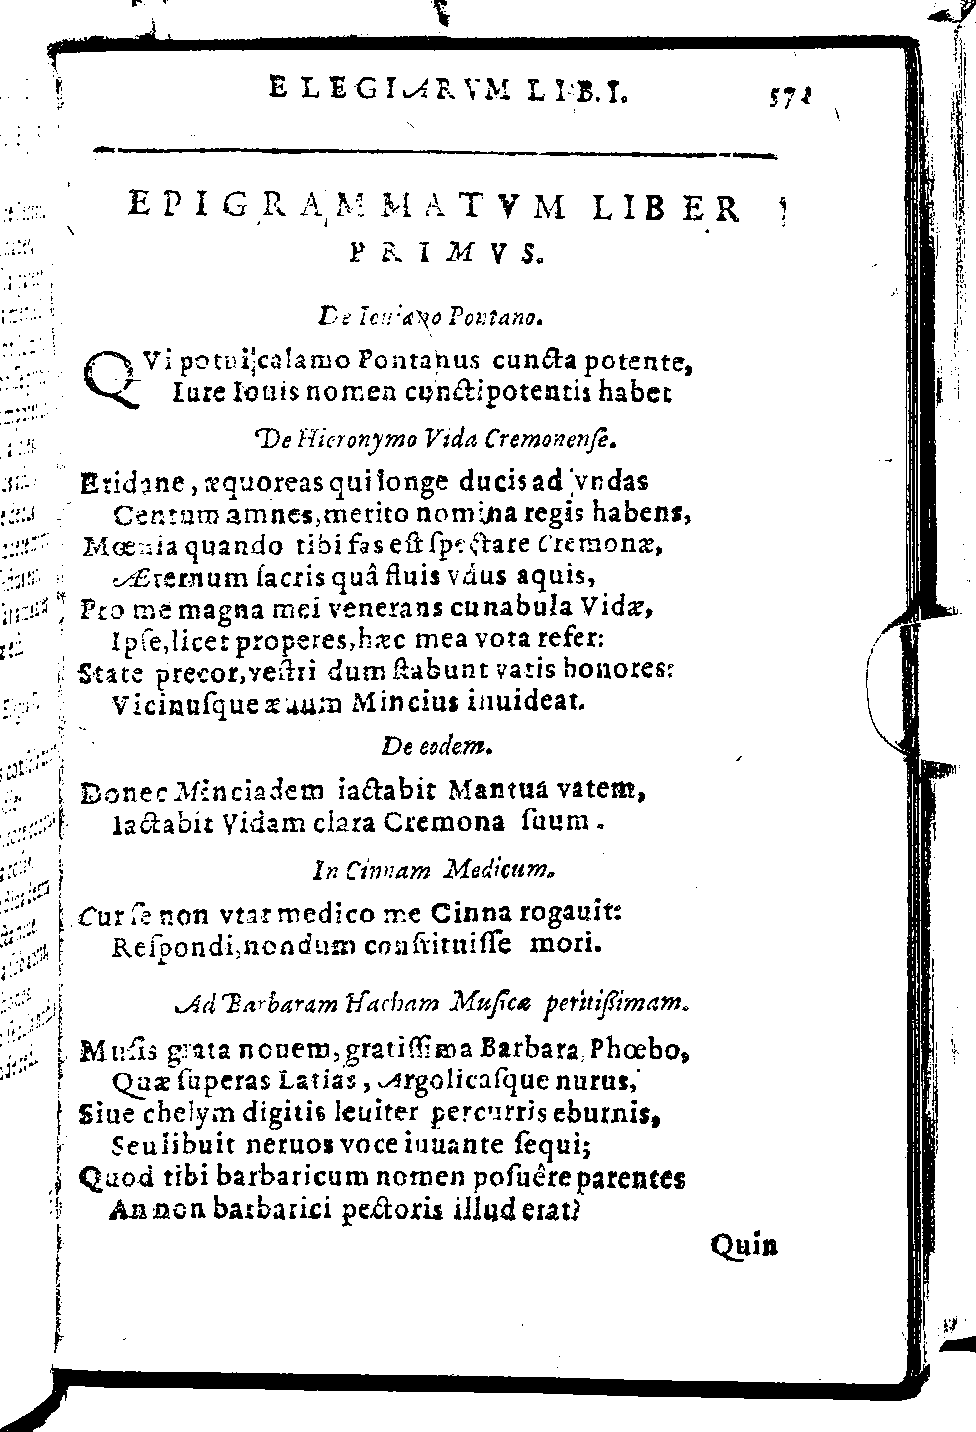 ELEGIARVM LIB. I. 571
EPIGRAMMATVM LIBER
PRIMVS.
De Iouiano Pontano.
QVi potuit calamo Pontanus cuncta potente,
Iure Iouis nomen cunctipotentis habet
De Hieronymo Vida Cremonenſe.
Eridane, æquoreas qui longe ducis ad vndas
Centum amnes, merito nomina regis habens,
Mœnia quando tibi fas eſt ſpectare Cremonæ,
Æternum ſacris quâ fluis vdus aquis,
Pro me magna mei venerans cunabula Vidæ,
Ipſe, licet properes, hæc mea vota refer:
State precor, veſtri dum ſtabunt vatis honores:
Vicinuſque æuum Mincius inuideat.
De eodem.
Donec Minciadem iactabit Mantua vatem,
Iactabit Vidam clara Cremona ſuum.
In Cinnam Medicum.
Cur ſe non vtar medico me Cinna rogauit:
Reſpondi, nondum conſtituiſſe mori.
Ad Barbaram Hacham Muſicæ peritiſſimam.
Muſis grata nouem, gratiſſima Barbara Phœbo,
Quæ ſuperas Latias, Argolicaſque nurus,
Siue chelym digitis leuiter percurris eburnis,
Seu libuit neruos voce iuuante ſequi;
Quod tibi barbaricum nomen poſuêre parentes
An non barbarici pectoris illud erat?
Quin